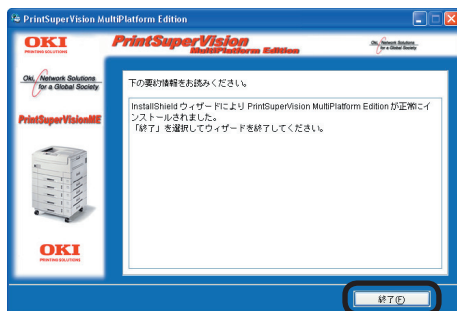 PrintSuperVision MultiPlatform Edition
OKI
PRINTING SOLUTIONS
PrintSuperVision
MultiPlatform Edition
Oki, Network Solutions
for a Global Society
Oki, Network Solutions
for a Global Society
PrintSuperVisionME
OKI
PRINTING SOLUTIONS
下の要約情報をお読みください。
InstallShield ウィザードにより PrintSuperVision MultiPlatform Edition が正常にイ
ンストールされました。
「終了」を選択してウィザードを終了してください。
終了(F)